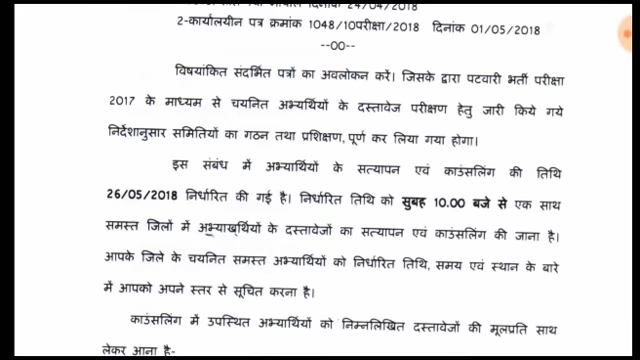 दिनांक 24/04/2018
2-कार्यालयीन पत्र क्रमांक 1048/10परीक्षा/2018 दिनांक 01/05/2018
--00--
विषयांकित संदर्भित पत्रों का अवलोकन करें। जिसके द्वारा पटवारी भर्ती परीक्षा
2017 के माध्यम से चयनित अभ्यर्थियों के दस्तावेज परीक्षण हेतु जारी किये गये
निर्देशानुसार समितियों का गठन तथा प्रशिक्षण, पूर्ण कर लिया गया होगा।
इस संबंध में अभ्यार्थियों के सत्यापन एवं काउंसलिंग की तिथि
26/05/2018 निर्धारित की गई है। निर्धारित तिथि को सुबह 10.00 बजे से एक साथ
समस्त जिलों में अभ्याख्र्थियों के दस्तावेजों का सत्यापन एवं काउंसलिंग की जाना है।
आपके जिले के चयनित समस्त अभ्यार्थियों को निर्धारित तिथि, समय एवं स्थान के बारे
में आपको अपने स्तर से सूचित करना है।
काउंसलिंग में उपस्थित अभ्यार्थियों को निम्नलिखित दस्तावेजों की मूलप्रति साथ
लेकर आना है-